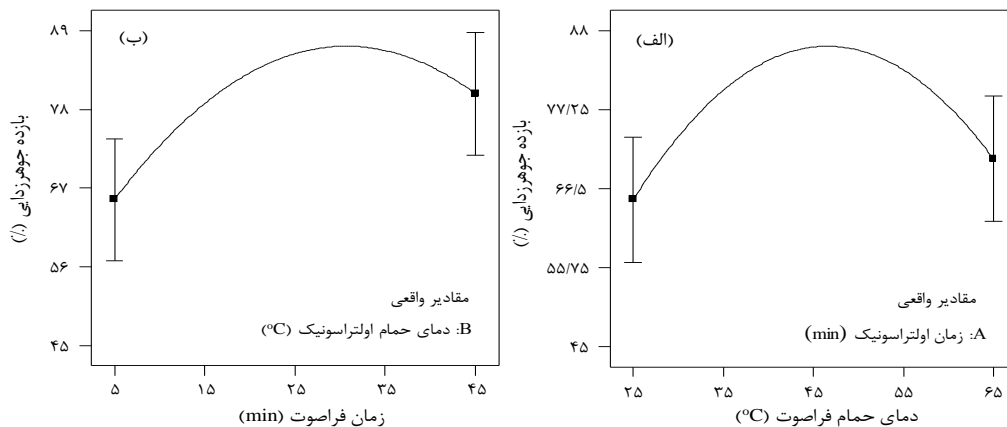 (الف)
۸۸
۷۷/۲۵
۶۶/۵
۵۵/۷۵
۴۵
بازده جوهرزدایی (%)
مقادیر واقعی
A: زمان اولتراسونیک (min)
۲۵ ۳۵ ۴۵ ۵۵ ۶۵
دمای حمام فراصوت (°C)
(ب)
۸۹
۷۸
۶۷
۵۶
۴۵
بازده جوهرزدایی (%)
مقادیر واقعی
B: دمای حمام اولتراسونیک (°C)
۵ ۱۵ ۲۵ ۳۵ ۴۵
زمان فراصوت (min)